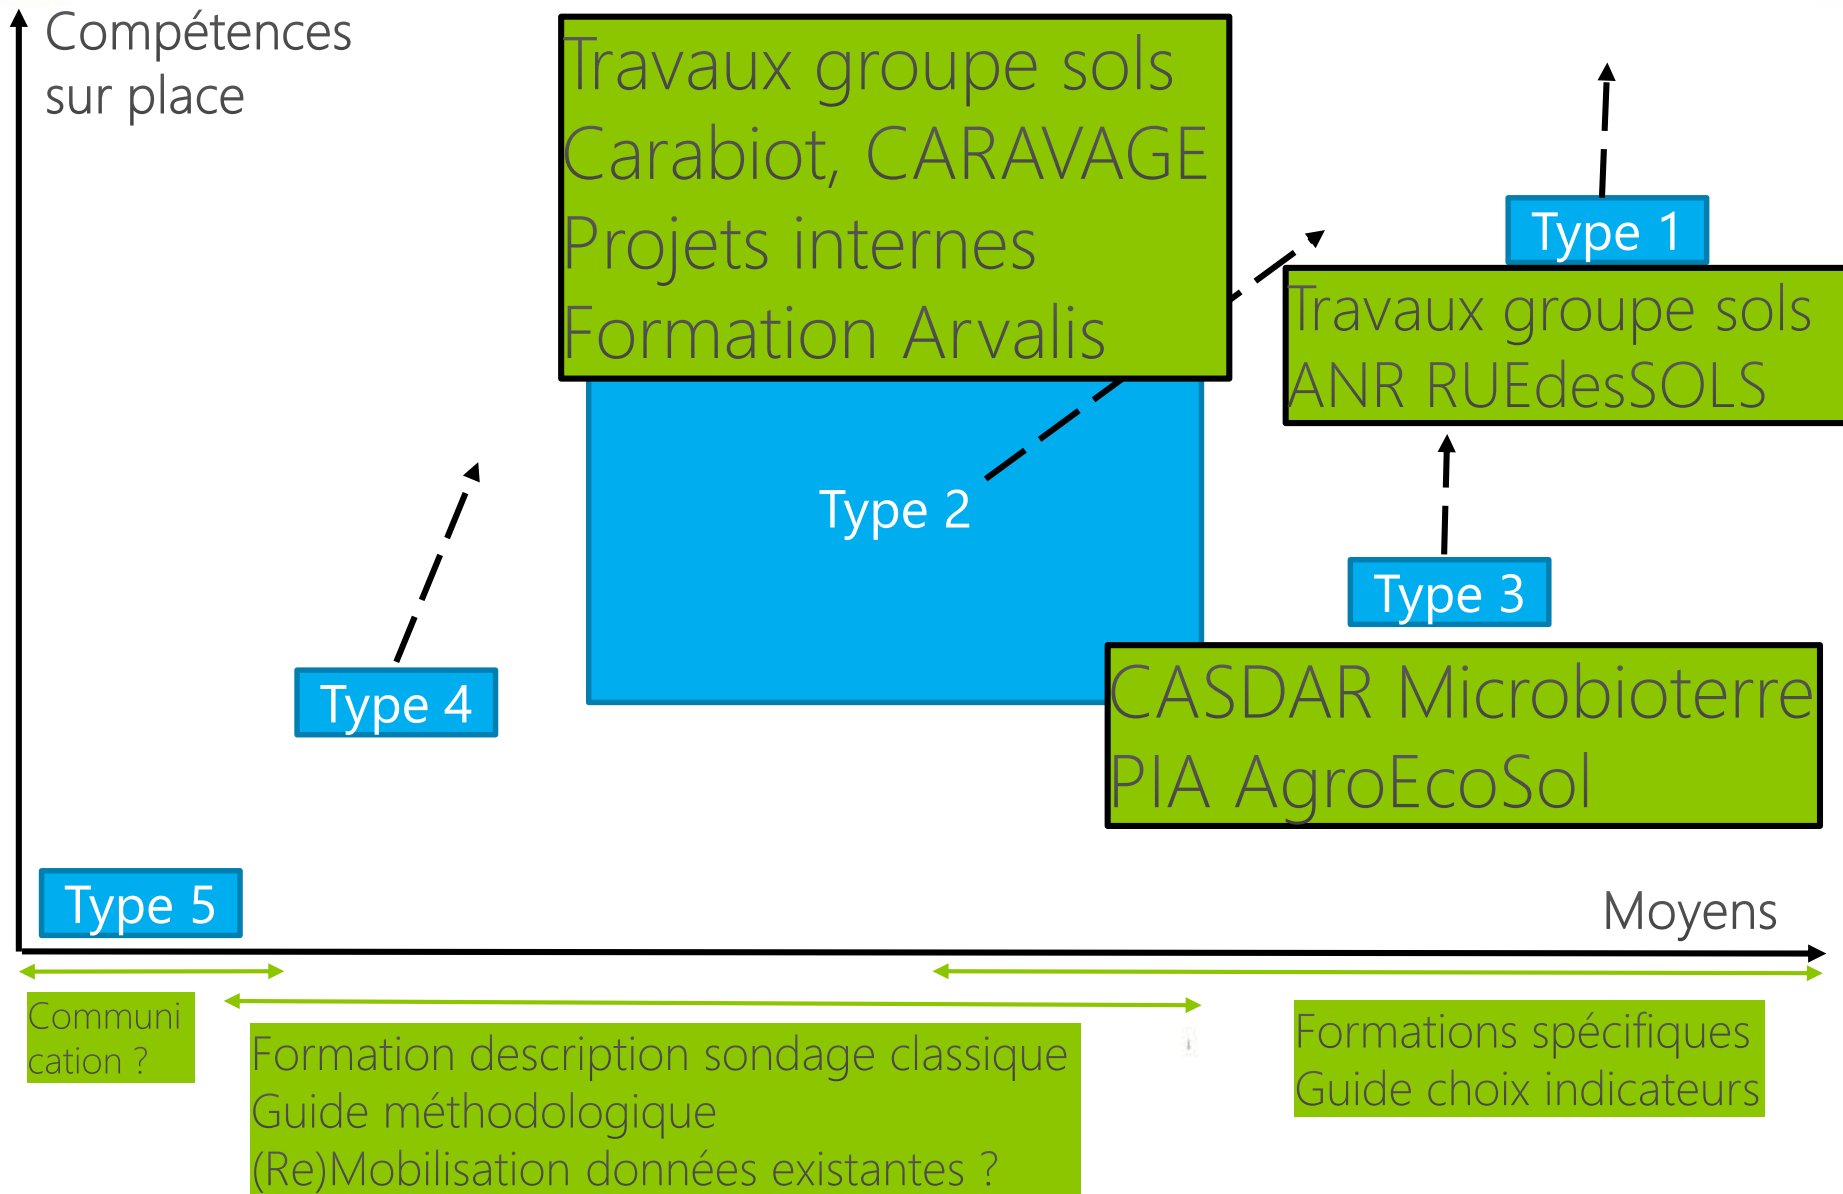 Compétences
sur place
Travaux groupe sols
Carabiot, CARAVAGE
Projets internes
Formation Arvalis
Type 1
Travaux groupe sols
ANR RUEdesSOLS
Type 2
Type 3
Type 4
CASDAR Microbioterre
PIA AgroEcoSol
Type 5
Moyens
Communi
cation ?
Formation description sondage classique
Guide méthodologique
(Re)Mobilisation données existantes ?
Formations spécifiques
Guide choix indicateurs